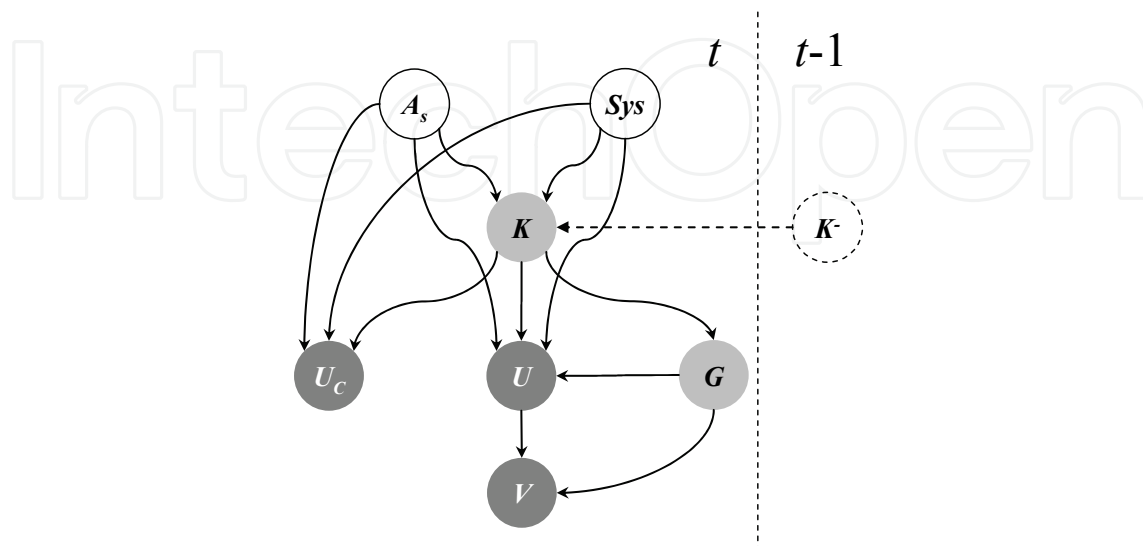 IntechOpen
t t-1
A_s Sys
K K-
U_C U G
V